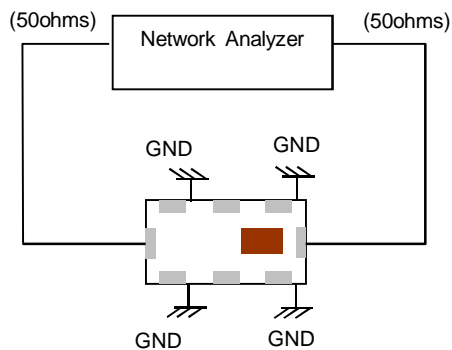 (50ohms)
(50ohms)
Network Analyzer
GND
GND
GND
GND